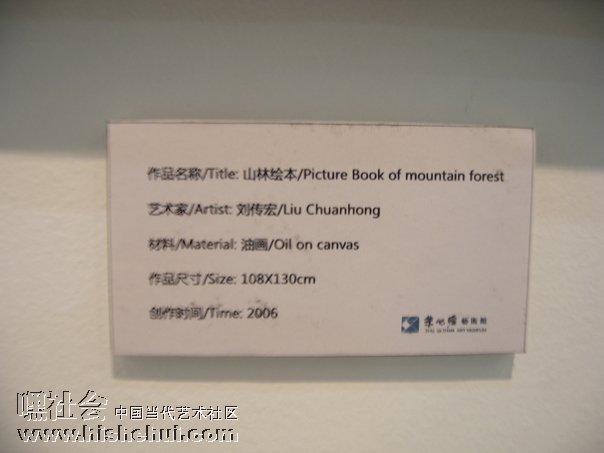 作品名称/Title: 山林绘本/Picture Book of mountain forest
艺术家/Artist: 刘传宏/Liu Chuanhong
材料/Material: 油画/Oil on canvas
作品尺寸/Size: 108X130cm
创作时间/Time: 2006
嘿社会 中国当代艺术社区
www.hishehui.com